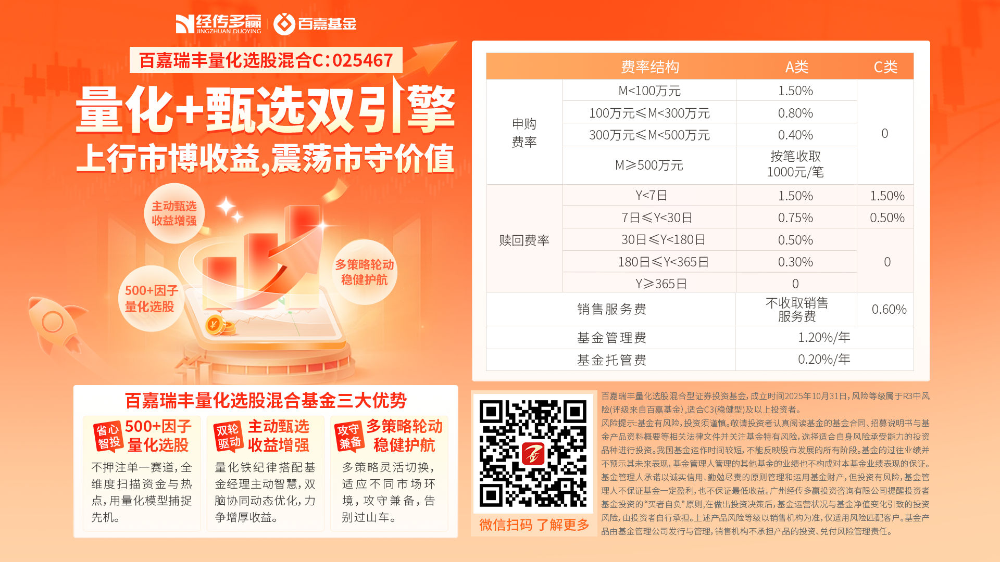 经传多赢
JINGZHUAN DUOYING
百嘉基金
百嘉瑞丰量化选股混合C:025467
量化+甄选双引擎
上行市博收益,震荡市守价值
主动甄选
收益增强
500+因子
量化选股
多策略轮动
稳健护航
百嘉瑞丰量化选股混合基金三大优势
省心
智投
500+因子
量化选股
不押注单一赛道,全
维度扫描资金与热
点,用量化模型捕捉
先机。
双轮
驱动
主动甄选
收益增强
量化铁纪律搭配基
金经理主动智慧,双
脑协同动态优化,力
争增厚收益。
攻守
兼备
多策略轮动
稳健护航
多策略灵活切换,
适应不同市场环
境,攻守兼备,告
别过山车。
费率结构 A类 C类
申购
费率
M<100万元 1.50%
100万元≤M<300万元 0.80%
300万元≤M<500万元 0.40%
M≥500万元 按笔收取
1000元/笔
0
赎回费率
Y<7日 1.50% 1.50%
7日≤Y<30日 0.75% 0.50%
30日≤Y<180日 0.50%
180日≤Y<365日 0.30%
Y≥365日 0
0
销售服务费 不收取销售
服务费 0.60%
基金管理费 1.20%/年
基金托管费 0.20%/年
微信扫码 了解更多
百嘉瑞丰量化选股混合型证券投资基金,成立时间2025年10月31日,风险等级属于R3中风
险(评级来自百嘉基金),适合C3(稳健型)及以上投资者。
风险提示:基金有风险,投资须谨慎。敬请投资者认真阅读基金的基金合同、招募说明书与基
金产品资料概要等相关法律文件并关注基金特有风险,选择适合自身风险承受能力的投资
品种进行投资。我国基金运作时间较短,不能反映股市发展的所有阶段。基金的过往业绩并
不预示其未来表现,基金管理人管理的其他基金的业绩也不构成对本基金业绩表现的保证。
基金管理人承诺以诚实信用、勤勉尽责的原则管理和运用基金财产,但投资有风险,基金管
理人不保证基金一定盈利,也不保证最低收益。广州经传多赢投资咨询有限公司提醒投资者
基金投资的“买者自负”原则,在做出投资决策后,基金运营状况与基金净值变化引致的投资
风险,由投资者自行承担。上述产品风险等级以销售机构为准,仅适用风险匹配客户。基金产
品由基金管理公司发行与管理,销售机构不承担产品的投资、兑付风险管理责任。